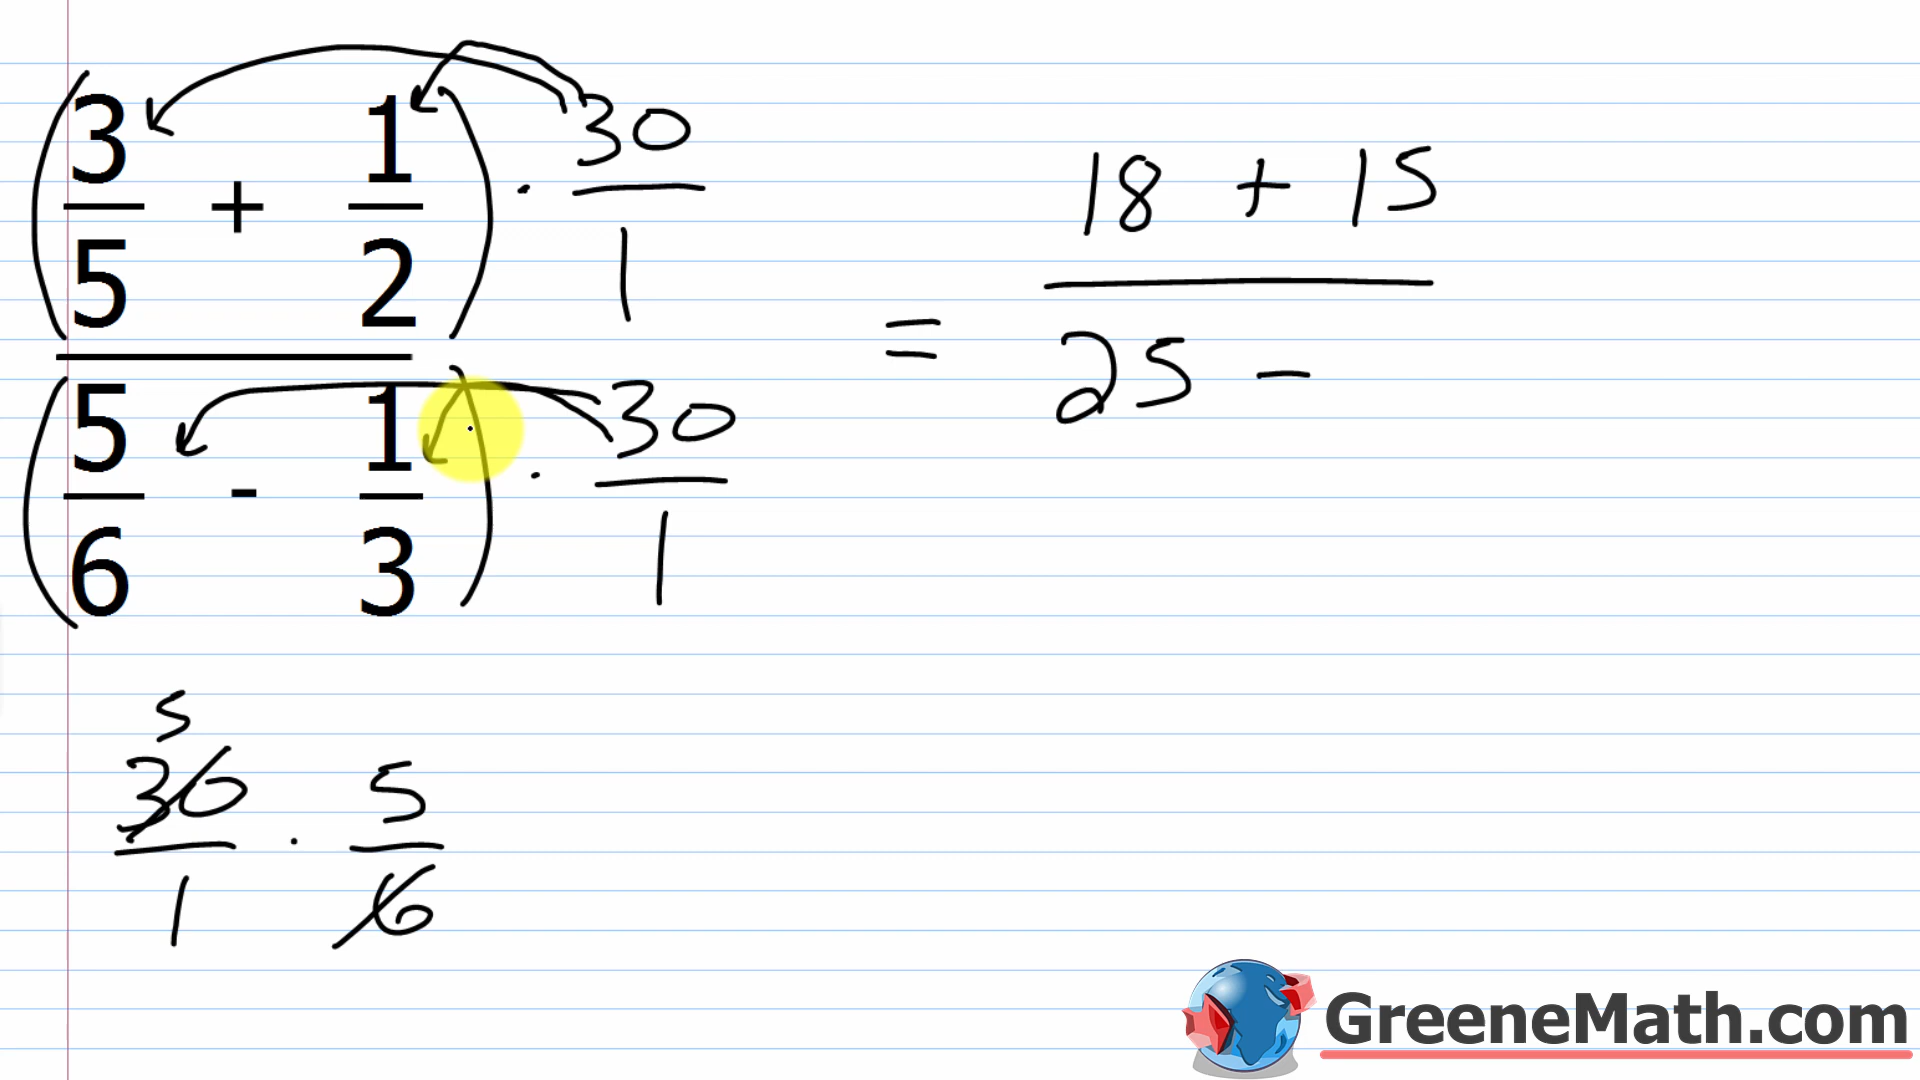 (3/5 + 1/2) · 30/1
(5/6 - 1/3) · 30/1
= 18 + 15
25 -
5
30/1 · 5/6
GreeneMath.com